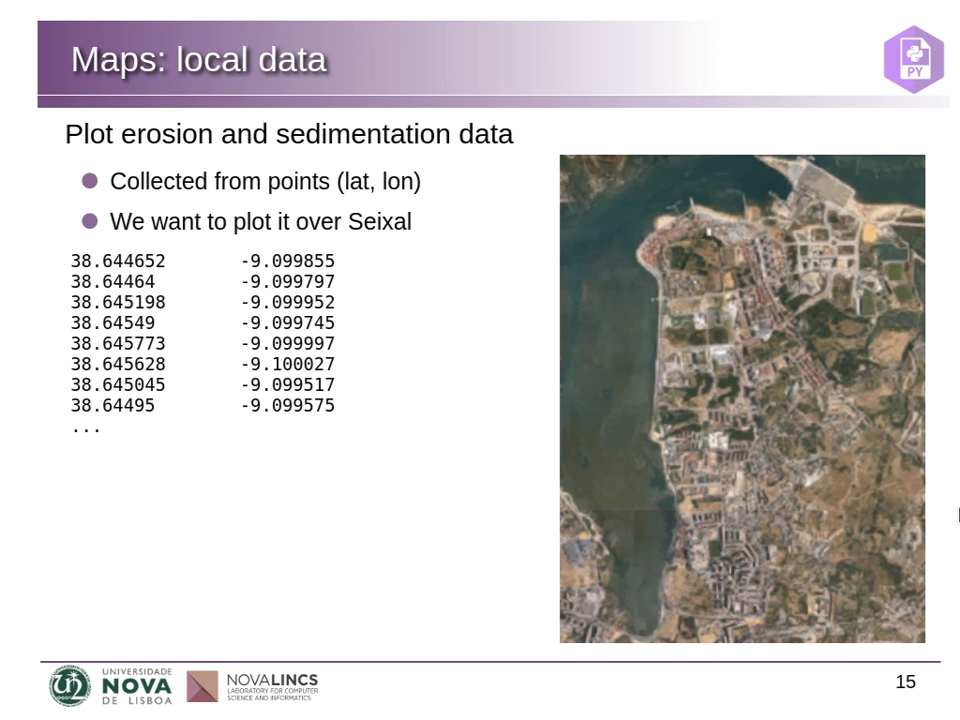 Maps: local data
PY
Plot erosion and sedimentation data
Collected from points (lat, lon)
We want to plot it over Seixal
38.644652 -9.099855
38.64464 -9.099797
38.645198 -9.099952
38.64549 -9.099745
38.645773 -9.099997
38.645628 -9.100027
38.645045 -9.099517
38.64495 -9.099575
...
UNIVERSIDADE
NOVA
DE LISBOA
NOVALINCS
LABORATORY FOR COMPUTER
SCIENCE AND INFORMATICS
15